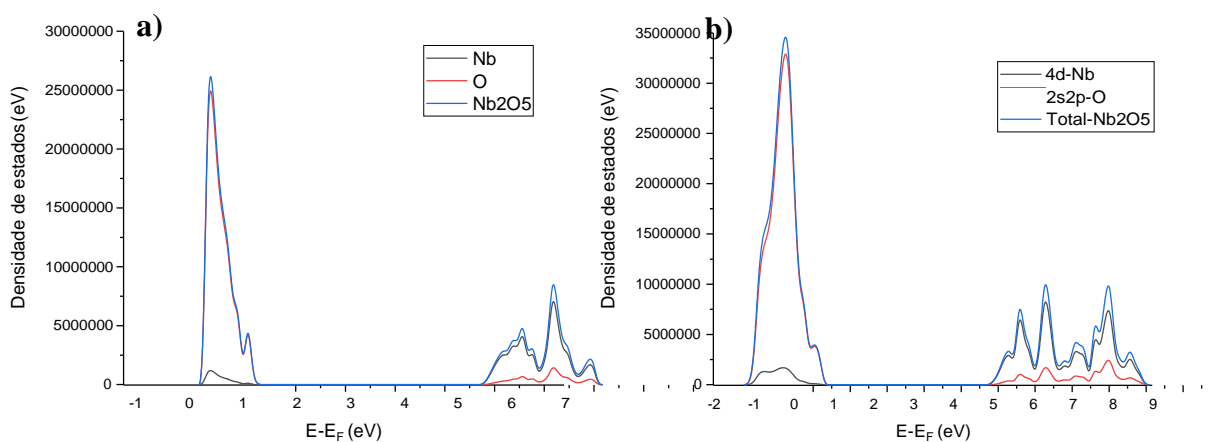 a)
Densidade de estados (eV)
30000000
25000000
20000000
15000000
10000000
5000000
0
Nb
O
Nb2O5
-1 0 1 2 3 4 5 6 7
E-EF (eV)
b)
Densidade de estados (eV)
35000000
30000000
25000000
20000000
15000000
10000000
5000000
0
4d-Nb
2s2p-O
Total-Nb2O5
-2 -1 0 1 2 3 4 5 6 7 8 9
E-EF (eV)